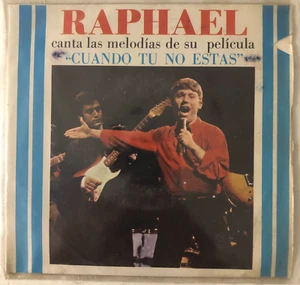 RAPHAEL
canta las melodías de su película
"CUANDO TU NO ESTAS"